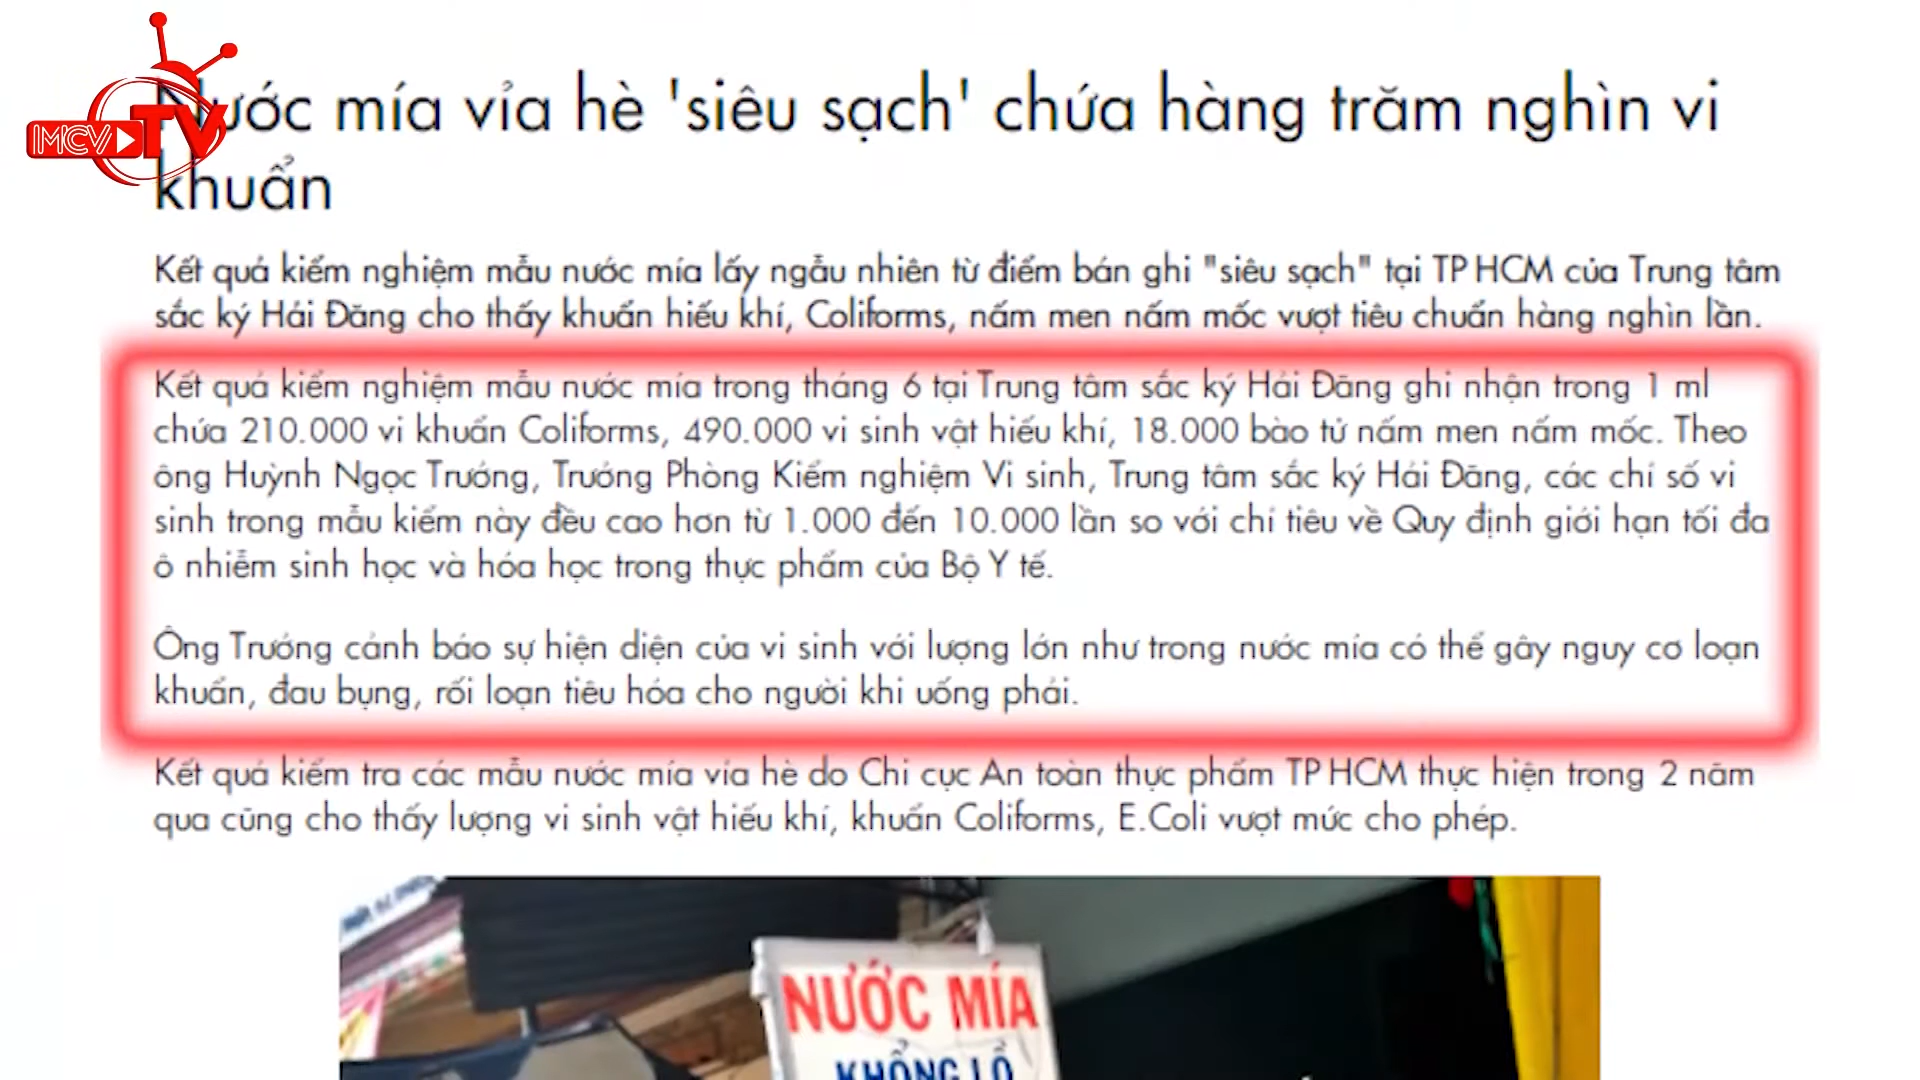 IMCV TV
Nước mía vỉa hè 'siêu sạch' chứa hàng trăm nghìn vi
khuẩn
Kết quả kiểm nghiệm mẫu nước mía lấy ngẫu nhiên từ điểm bán ghi "siêu sạch" tại TP HCM của Trung tâm
sắc ký Hải Đăng cho thấy khuẩn hiếu khí, Coliforms, nấm men nấm mốc vượt tiêu chuẩn hàng nghìn lần.
Kết quả kiểm nghiệm mẫu nước mía trong tháng 6 tại Trung tâm sắc ký Hải Đăng ghi nhận trong 1 ml
chứa 210.000 vi khuẩn Coliforms, 490.000 vi sinh vật hiếu khí, 18.000 bào tử nấm men nấm mốc. Theo
ông Huỳnh Ngọc Trưởng, Trưởng Phòng Kiểm nghiệm Vi sinh, Trung tâm sắc ký Hải Đăng, các chỉ số vi
sinh trong mẫu kiểm này đều cao hơn từ 1.000 đến 10.000 lần so với chỉ tiêu về Quy định giới hạn tối đa
ô nhiễm sinh học và hóa học trong thực phẩm của Bộ Y tế.
Ông Trưởng cảnh báo sự hiện diện của vi sinh với lượng lớn như trong nước mía có thể gây nguy cơ loạn
khuẩn, đau bụng, rối loạn tiêu hóa cho người khi uống phải.
Kết quả kiểm tra các mẫu nước mía vỉa hè do Chi cục An toàn thực phẩm TP HCM thực hiện trong 2 năm
qua cũng cho thấy lượng vi sinh vật hiếu khí, khuẩn Coliforms, E.Coli vượt mức cho phép.
NƯỚC MÍA
KHỔNG LỒ